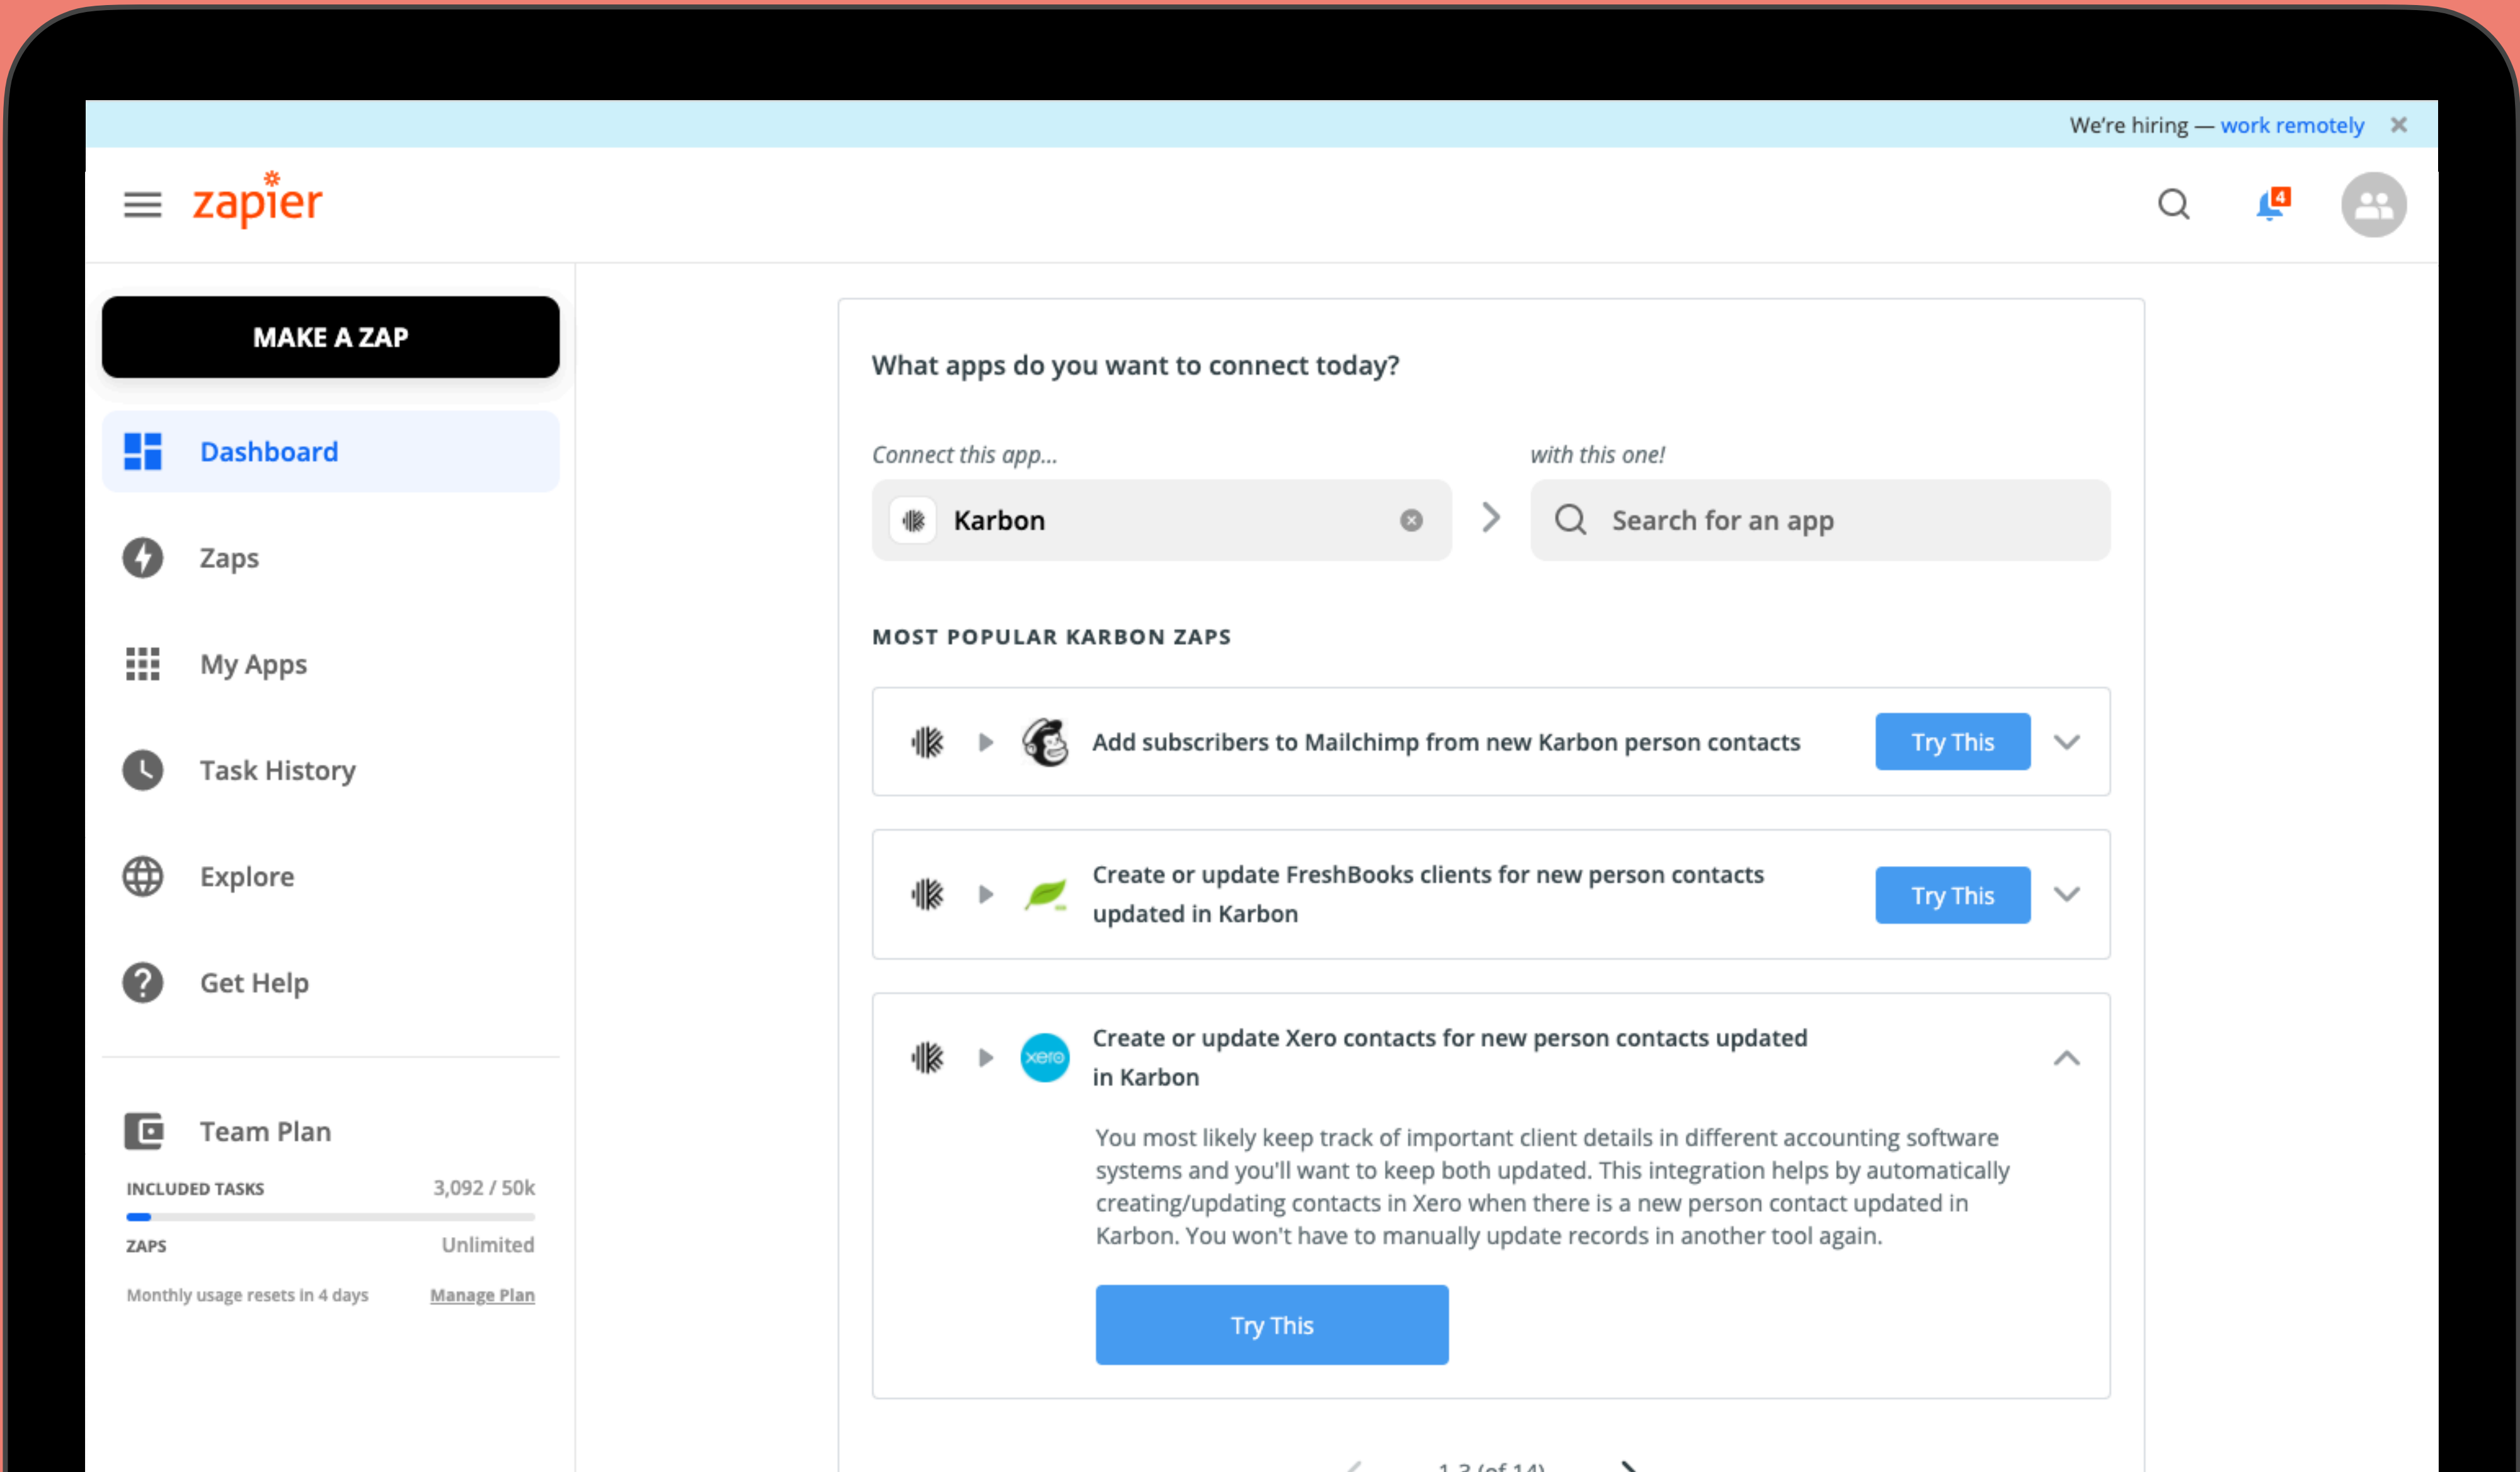 We're hiring — work remotely
zapier
4
MAKE A ZAP
Dashboard
Zaps
My Apps
Task History
Explore
Get Help
Team Plan
INCLUDED TASKS 3,092 / 50k
ZAPS Unlimited
Monthly usage resets in 4 days Manage Plan
What apps do you want to connect today?
Connect this app... with this one!
Karbon Search for an app
MOST POPULAR KARBON ZAPS
Add subscribers to Mailchimp from new Karbon person contacts Try This
Create or update FreshBooks clients for new person contacts
updated in Karbon
Try This
xero
Create or update Xero contacts for new person contacts updated
in Karbon
You most likely keep track of important client details in different accounting software
systems and you'll want to keep both updated. This integration helps by automatically
creating/updating contacts in Xero when there is a new person contact updated in
Karbon. You won't have to manually update records in another tool again.
Try This
1-3 (of 14)